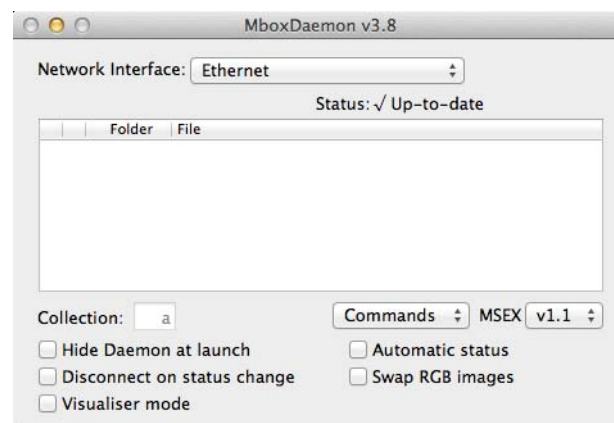 MboxDaemon v3.8
Network Interface: Ethernet
Status: √ Up-to-date
Folder File
Collection: a Commands MSEX v1.1
Hide Daemon at launch Automatic status
Disconnect on status change Swap RGB images
Visualiser mode